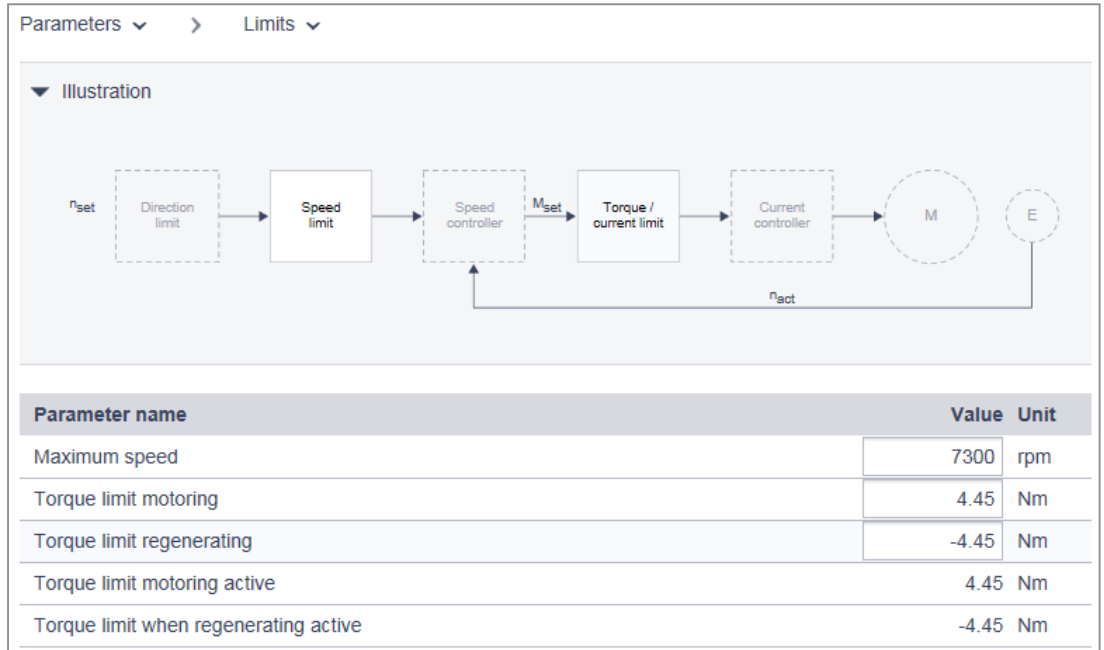 Parameters > Limits
Illustration
nset
Direction
limit
Speed
limit
Speed
controller
Mset
Torque /
current limit
Current
controller
M
E
nact
Parameter name Value Unit
Maximum speed 7300 rpm
Torque limit motoring 4.45 Nm
Torque limit regenerating -4.45 Nm
Torque limit motoring active 4.45 Nm
Torque limit when regenerating active -4.45 Nm